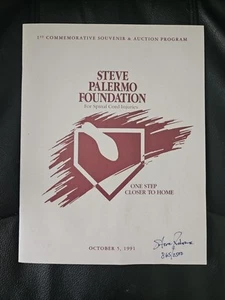 1ST COMMEMORATIVE SOUVENIR & AUCTION PROGRAM
STEVE
PALERMO
FOUNDATION
For Spinal Cord Injuries
ONE STEP
CLOSER TO HOME
OCTOBER 5, 1991
Steve Palermo